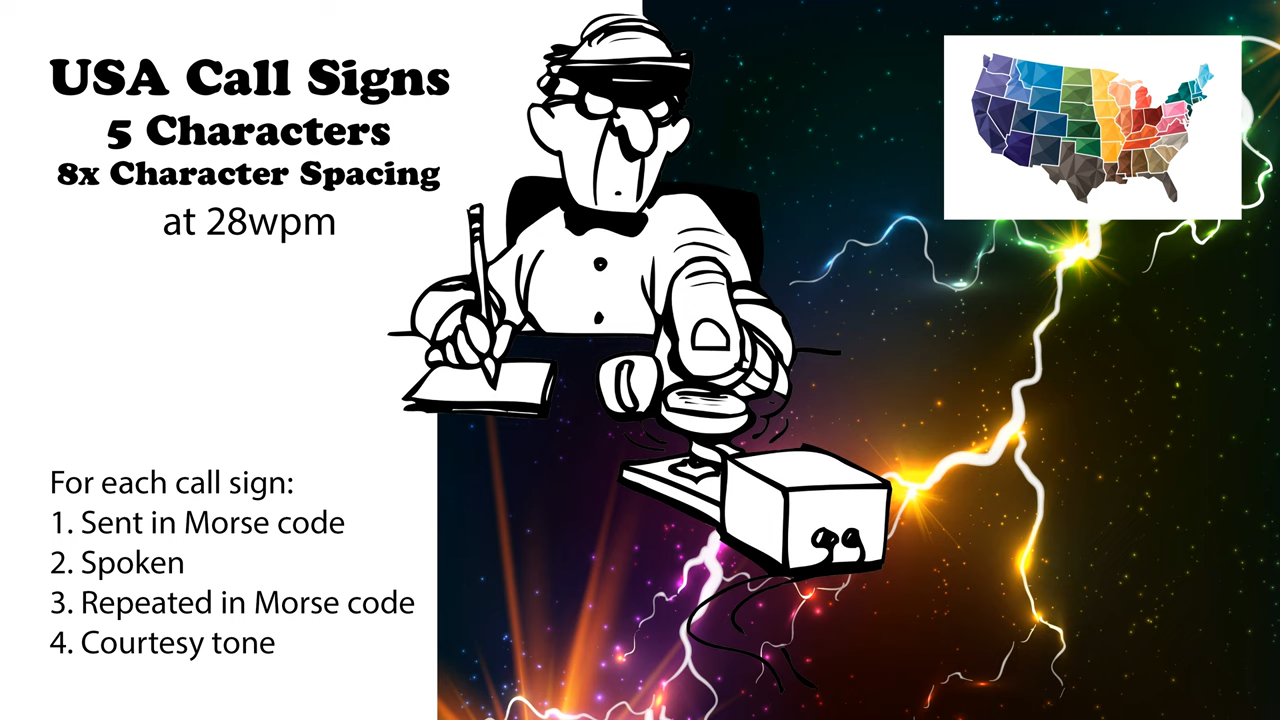 USA Call Signs
5 Characters
8x Character Spacing
at 28wpm
For each call sign:
1. Sent in Morse code
2. Spoken
3. Repeated in Morse code
4. Courtesy tone